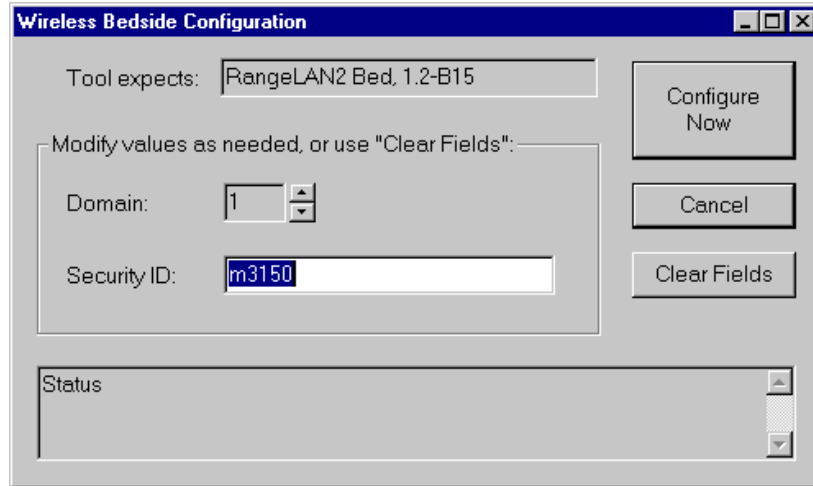 Wireless Bedside Configuration
Tool expects: RangeLAN2 Bed, 1.2-B15
Configure
Now
Modify values as needed, or use "Clear Fields":
Domain: 1
Cancel
Security ID: m3150
Clear Fields
Status